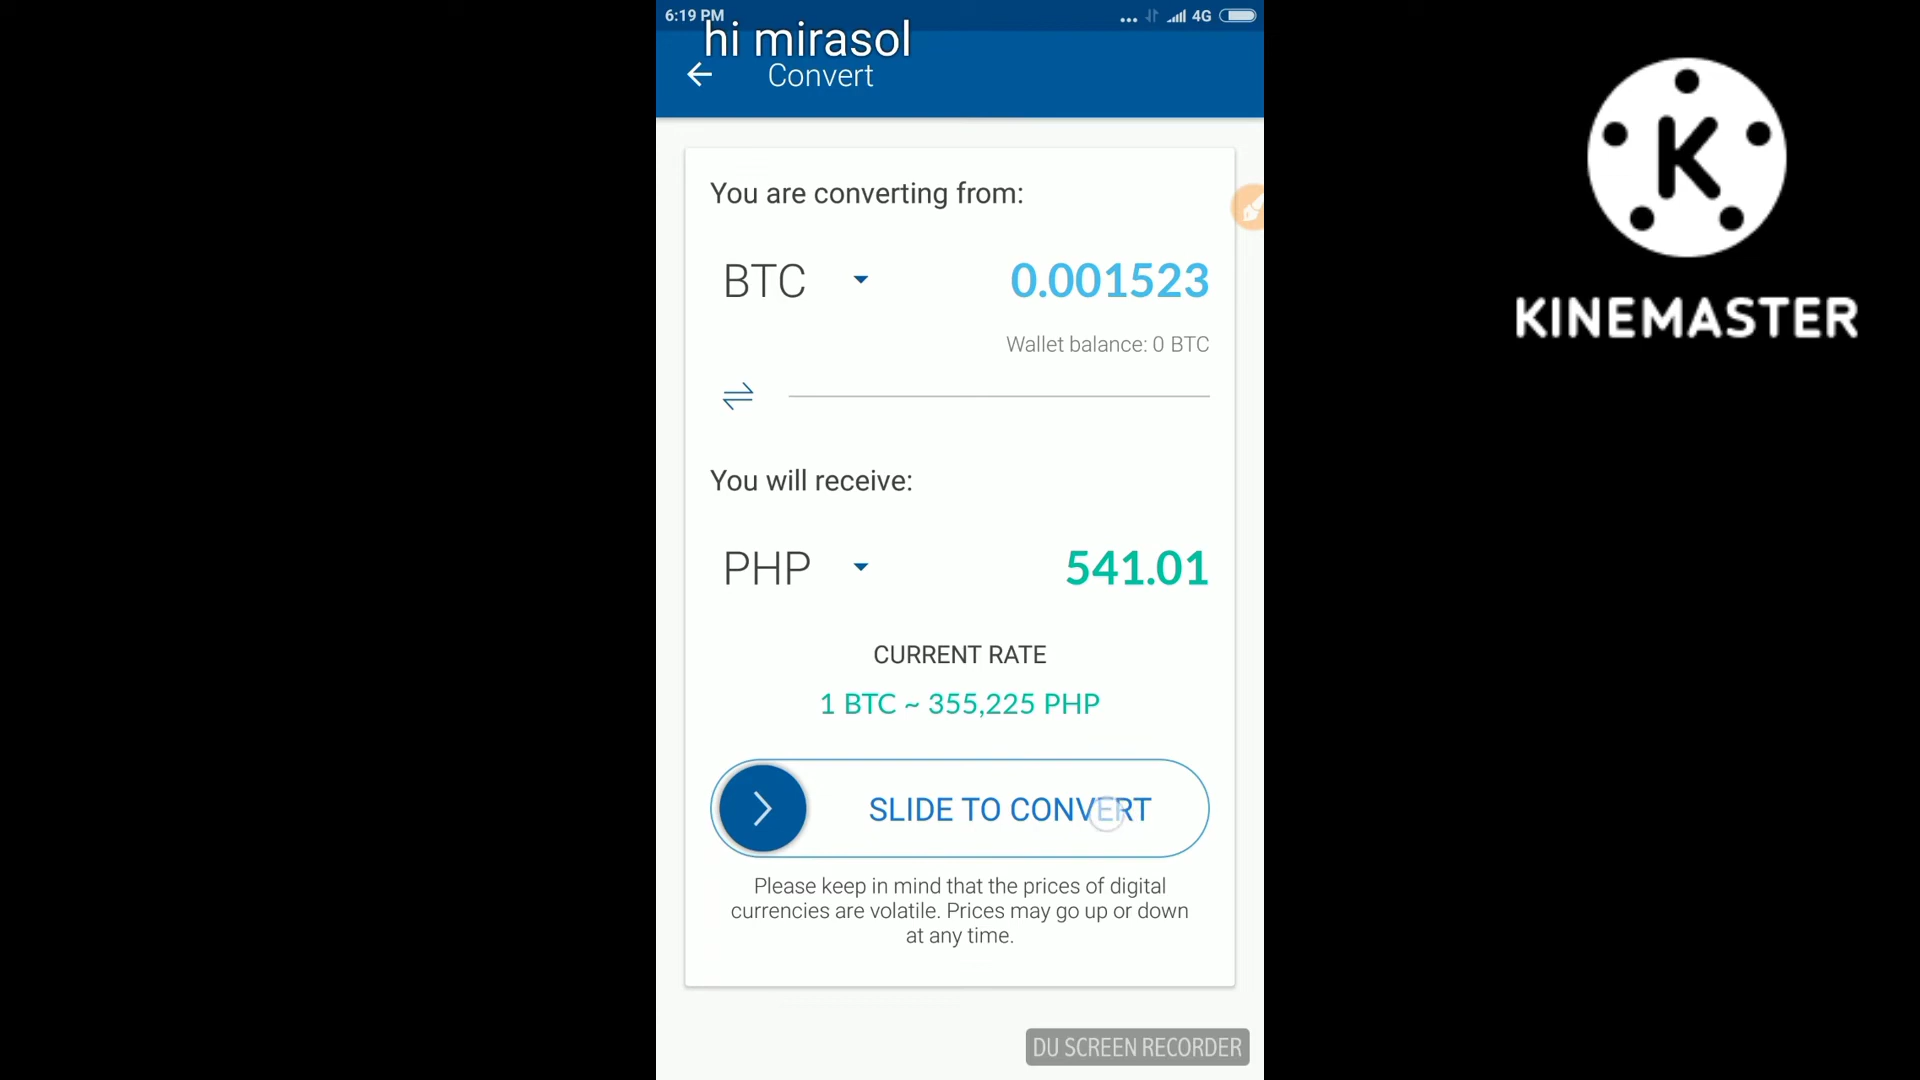 6:19 PM
4G
hi mirasol
Convert
You are converting from:
BTC
0.001523
Wallet balance: 0 BTC
You will receive:
PHP
541.01
CURRENT RATE
1 BTC ~ 355,225 PHP
SLIDE TO CONVERT
Please keep in mind that the prices of digital
currencies are volatile. Prices may go up or down
at any time.
DU SCREEN RECORDER
K
KINEMASTER